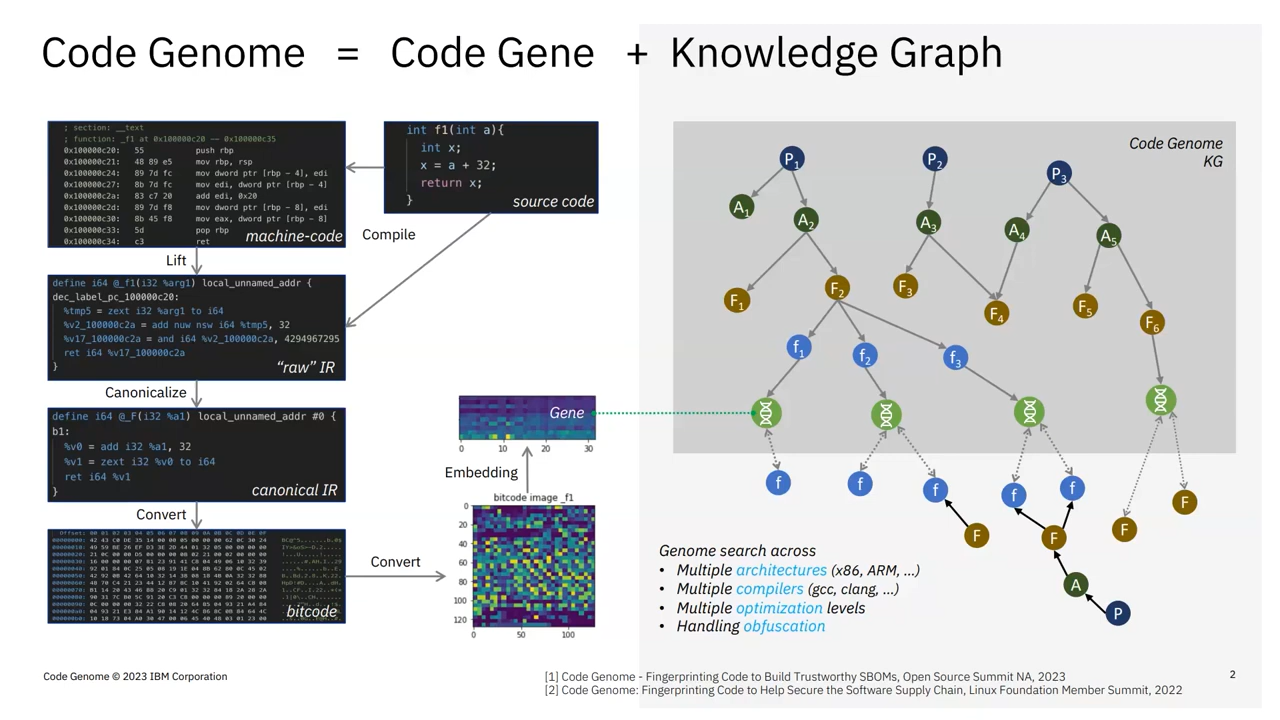 Code Genome = Code Gene + Knowledge Graph
; section: __text
; function: _f1 at 0x100000c20 -- 0x100000c35
0x100000c20: 55 push rbp
0x100000c21: 48 89 e5 mov rbp, rsp
0x100000c24: 89 7d fc mov dword ptr [rbp - 4], edi
0x100000c27: 8b 7d fc mov edi, dword ptr [rbp - 4]
0x100000c2a: 83 c7 20 add edi, 0x20
0x100000c2d: 89 7d f8 mov dword ptr [rbp - 8], edi
0x100000c30: 8b 45 f8 mov eax, dword ptr [rbp - 8]
0x100000c33: 5d pop rbp
0x100000c34: c3 ret
machine-code
int f1(int a){
int x;
x = a + 32;
return x;
}
source code
Compile
Lift
define i64 @_f1(i32 %arg1) local_unnamed_addr {
dec_label_pc_100000c20:
%tmp5 = zext i32 %arg1 to i64
%v2_100000c2a = add nuw nsw i64 %tmp5, 32
%v17_100000c2a = and i64 %v2_100000c2a, 4294967295
ret i64 %v17_100000c2a
}
"raw" IR
Canonicalize
define i64 @_F(i32 %a1) local_unnamed_addr #0 {
b1:
%v0 = add i32 %a1, 32
%v1 = zext i32 %v0 to i64
ret i64 %v1
}
canonical IR
Convert
bitcode
Convert
Gene
0 10 20 30
Embedding
bitcode image _f1
0
20
40
60
80
100
120
0 50 100
Code Genome
KG
P1 P2 P3
A1 A2 A3 A4 A5
F1 F2 F3 F4 F5 F6
f1 f2 f3
f f f f f
F F F F
A
P
Genome search across
• Multiple architectures (x86, ARM, ...)
• Multiple compilers (gcc, clang, ...)
• Multiple optimization levels
• Handling obfuscation
Code Genome © 2023 IBM Corporation
[1] Code Genome - Fingerprinting Code to Build Trustworthy SBOMs, Open Source Summit NA, 2023
[2] Code Genome: Fingerprinting Code to Help Secure the Software Supply Chain, Linux Foundation Member Summit, 2022
2